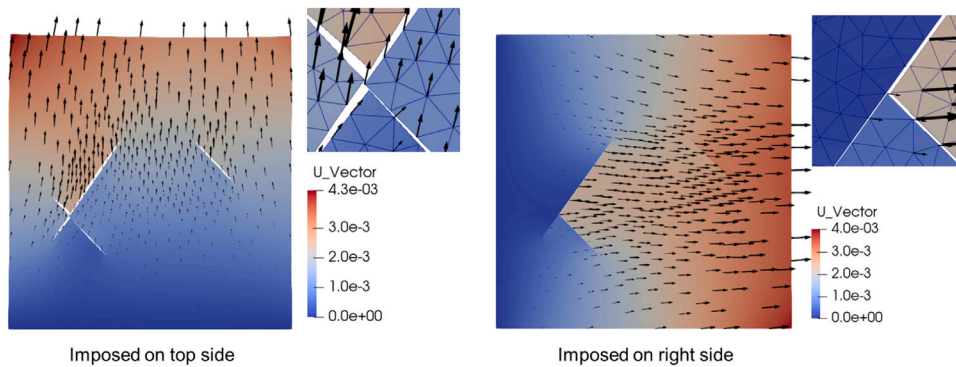 U_Vector
4.3e-03
3.0e-3
2.0e-3
1.0e-3
0.0e+00
U_Vector
4.0e-03
3.0e-3
2.0e-3
1.0e-3
0.0e+00
Imposed on top side
Imposed on right side